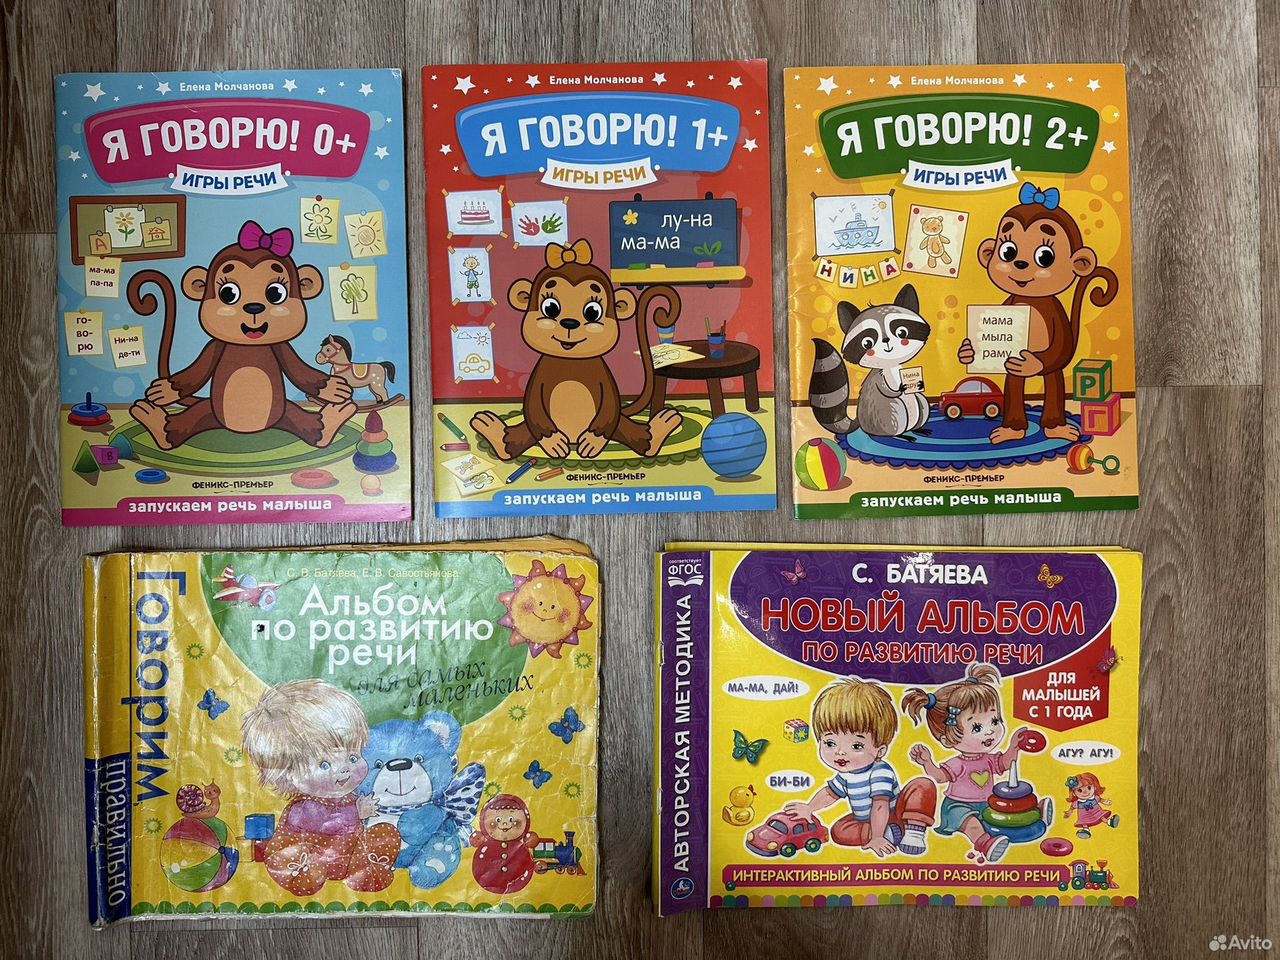 Елена Молчанова
Я ГОВОРЮ! 0+
ИГРЫ РЕЧИ
А
ма-ма
па-па
го-
во-
рю
Ни-на
де-ти
В
ФЕНИКС-ПРЕМЬЕР
запускаем речь малыша
Елена Молчанова
Я ГОВОРЮ! 1+
ИГРЫ РЕЧИ
лу-на
ма-ма
ФЕНИКС-ПРЕМЬЕР
запускаем речь малыша
Елена Молчанова
Я ГОВОРЮ! 2+
ИГРЫ РЕЧИ
НИНА
мама
мыла
раму
Нина
Р
Г
ФЕНИКС-ПРЕМЬЕР
запускаем речь малыша
Говорим
правильно
С. В. Батяева, Е. В. Савостьянова
Альбом
по развитию
речи
для самых
маленьких
соответствует
ФГОС
АВТОРСКАЯ МЕТОДИКА
С. БАТЯЕВА
НОВЫЙ АЛЬБОМ
ПО РАЗВИТИЮ РЕЧИ
ДЛЯ
МАЛЫШЕЙ
С 1 ГОДА
МА-МА, ДАЙ!
АГУ? АГУ!
БИ-БИ
ИНТЕРАКТИВНЫЙ АЛЬБОМ ПО РАЗВИТИЮ РЕЧИ
Avito